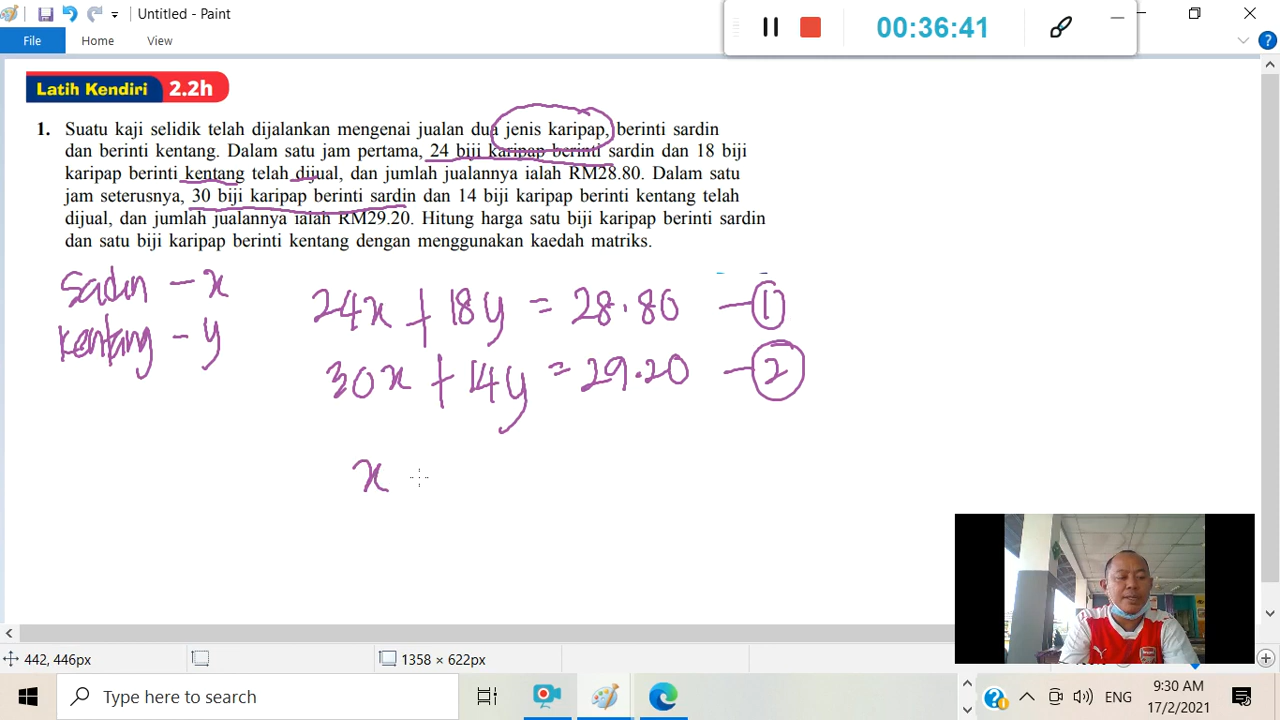 Untitled - Paint
00:36:41
File Home View
Latih Kendiri 2.2h
1. Suatu kaji selidik telah dijalankan mengenai jualan dua jenis karipap, berinti sardin
dan berinti kentang. Dalam satu jam pertama, 24 biji karipap berinti sardin dan 18 biji
karipap berinti kentang telah dijual, dan jumlah jualannya ialah RM28.80. Dalam satu
jam seterusnya, 30 biji karipap berinti sardin dan 14 biji karipap berinti kentang telah
dijual, dan jumlah jualannya ialah RM29.20. Hitung harga satu biji karipap berinti sardin
dan satu biji karipap berinti kentang dengan menggunakan kaedah matriks.
Sadin - x
24x + 18y = 28.80 - 1
kentang - y
30x + 14y = 29.20 - 2
x
442, 446px
1358 × 622px
Type here to search
ENG
9:30 AM
17/2/2021